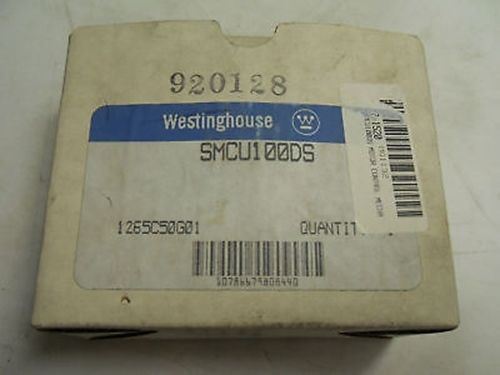 920128
Westinghouse W
SMCU100DS
1265C50G01 QUANTIT